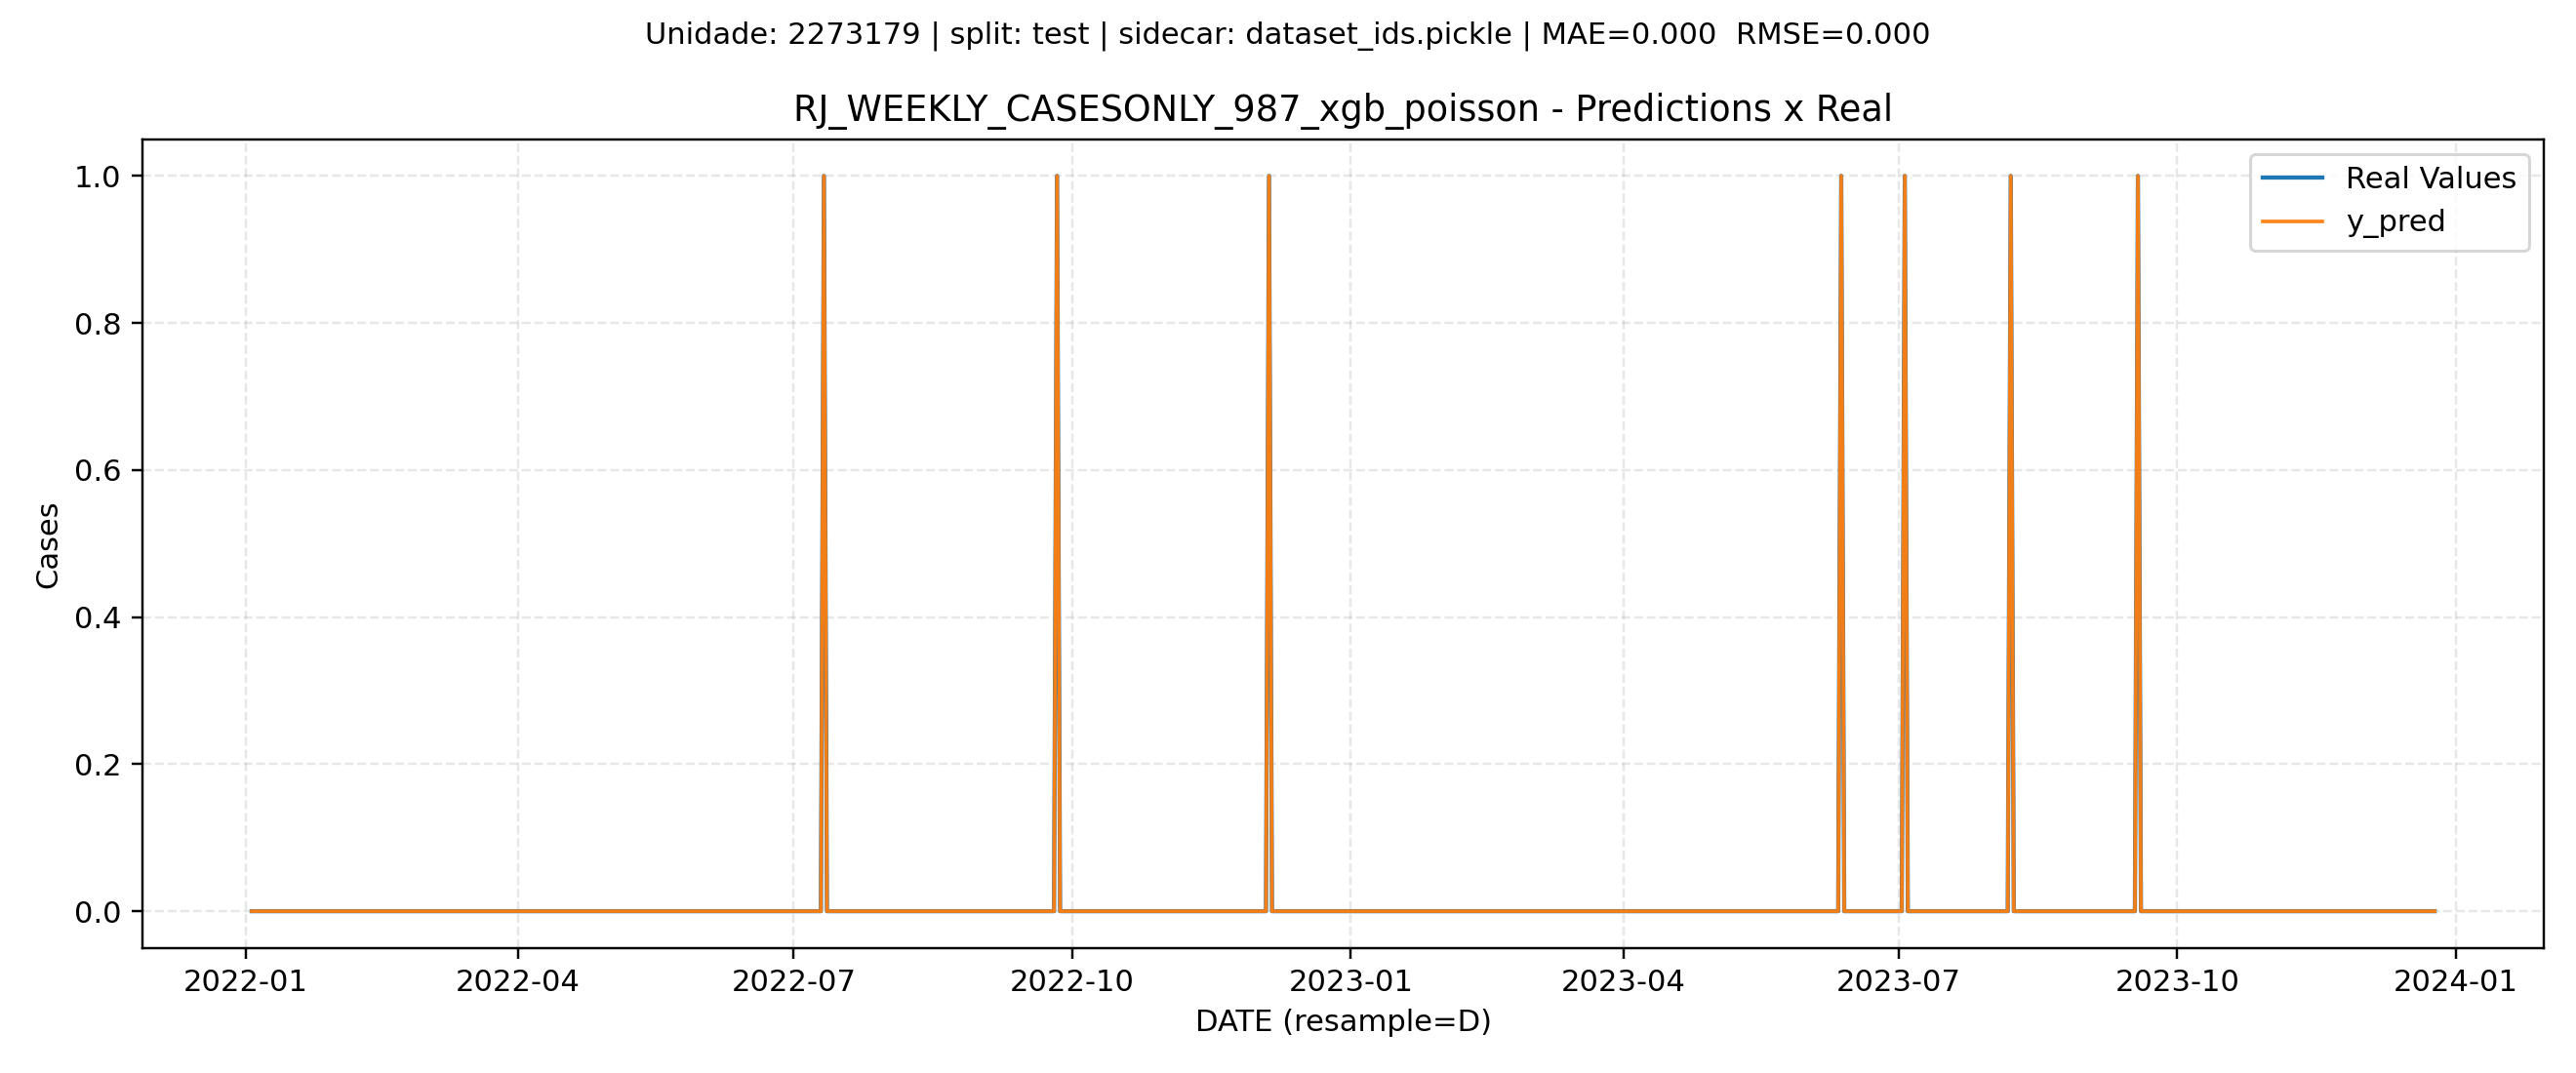 Unidade: 2273179 | split: test | sidecar: dataset_ids.pickle | MAE=0.000  RMSE=0.000
RJ_WEEKLY_CASESONLY_987_xgb_poisson - Predictions x Real
Real Values
y_pred
1.0
0.8
0.6
0.4
0.2
0.0
Cases
2022-01
2022-04
2022-07
2022-10
2023-01
2023-04
2023-07
2023-10
2024-01
DATE (resample=D)